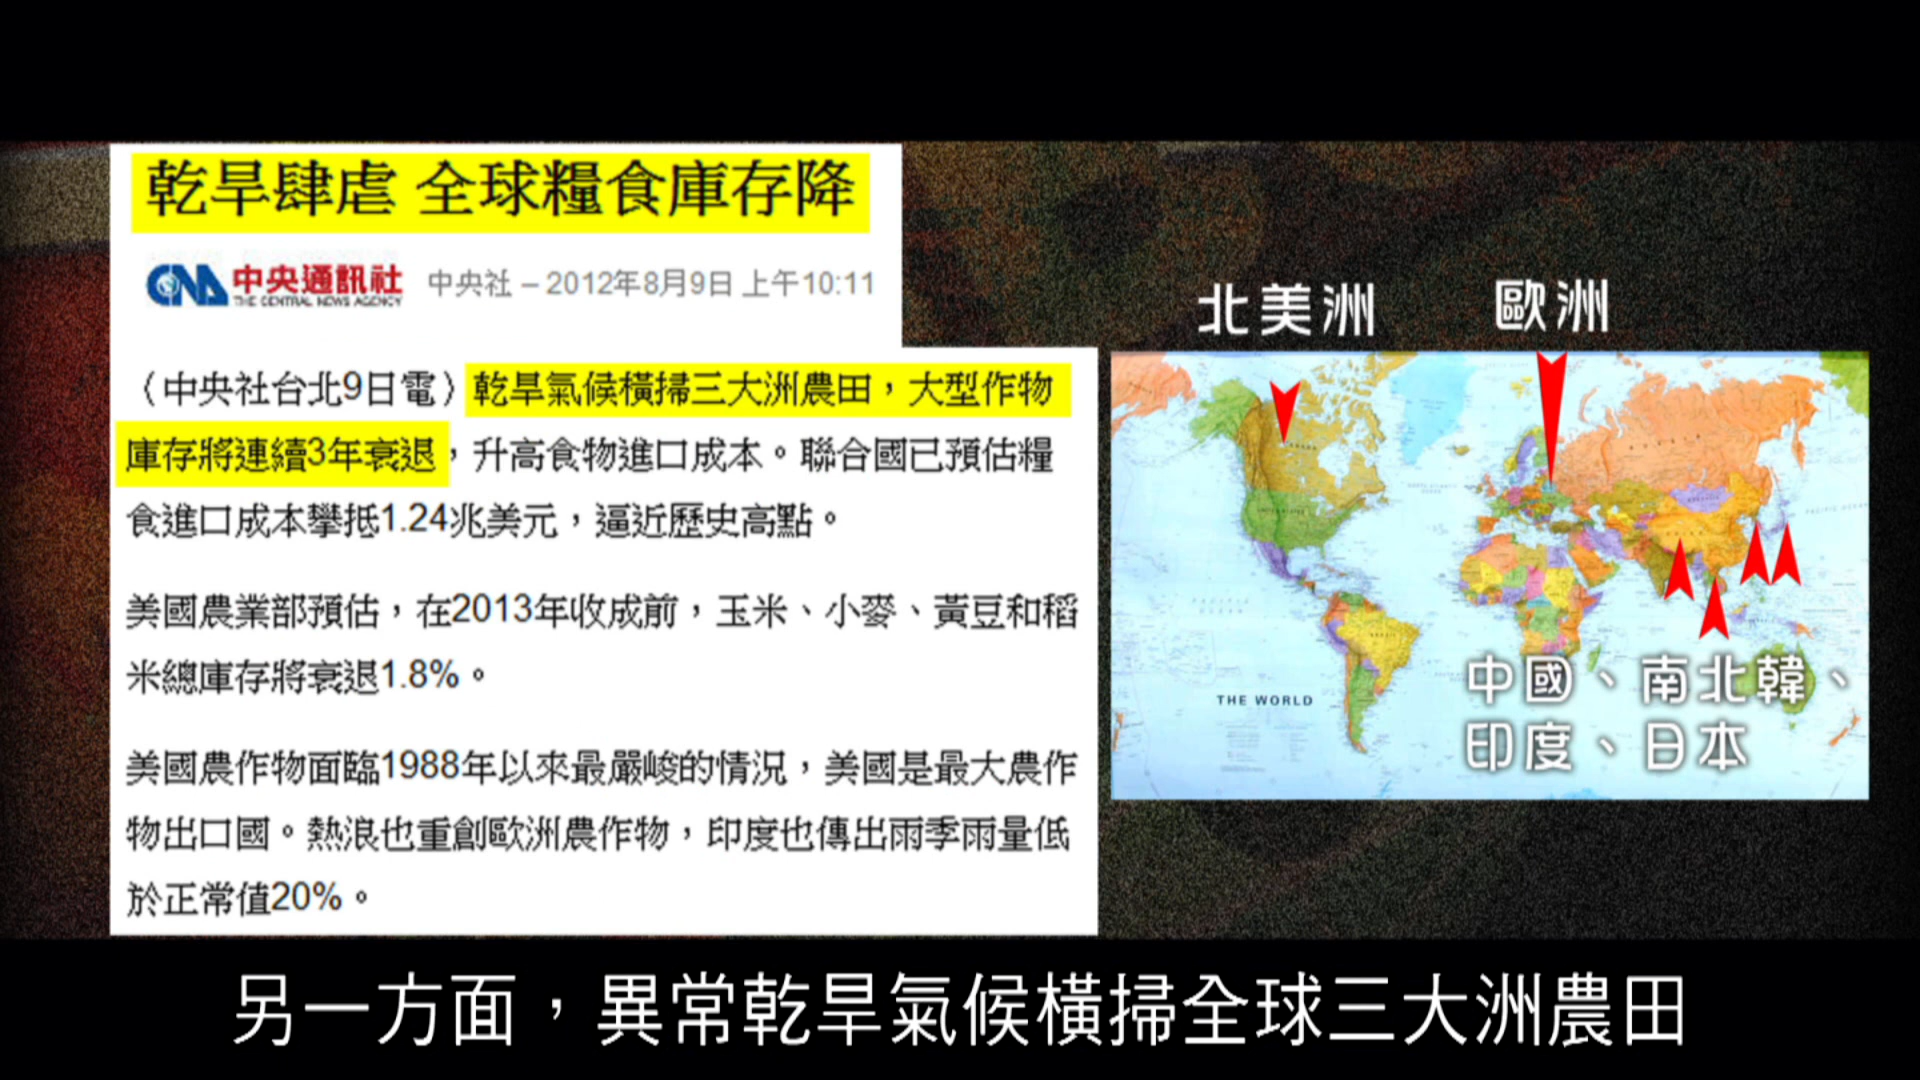 乾旱肆虐 全球糧食庫存降
CNA 中央通訊社
THE CENTRAL NEWS AGENCY
中央社 – 2012年8月9日 上午10:11
（中央社台北9日電）乾旱氣候橫掃三大洲農田，大型作物
庫存將連續3年衰退，升高食物進口成本。聯合國已預估糧
食進口成本攀抵1.24兆美元，逼近歷史高點。
美國農業部預估，在2013年收成前，玉米、小麥、黃豆和稻
米總庫存將衰退1.8%。
美國農作物面臨1988年以來最嚴峻的情況，美國是最大農作
物出口國。熱浪也重創歐洲農作物，印度也傳出雨季雨量低
於正常值20%。
北美洲
歐洲
THE WORLD
中國、南北韓、
印度、日本
另一方面，異常乾旱氣候橫掃全球三大洲農田